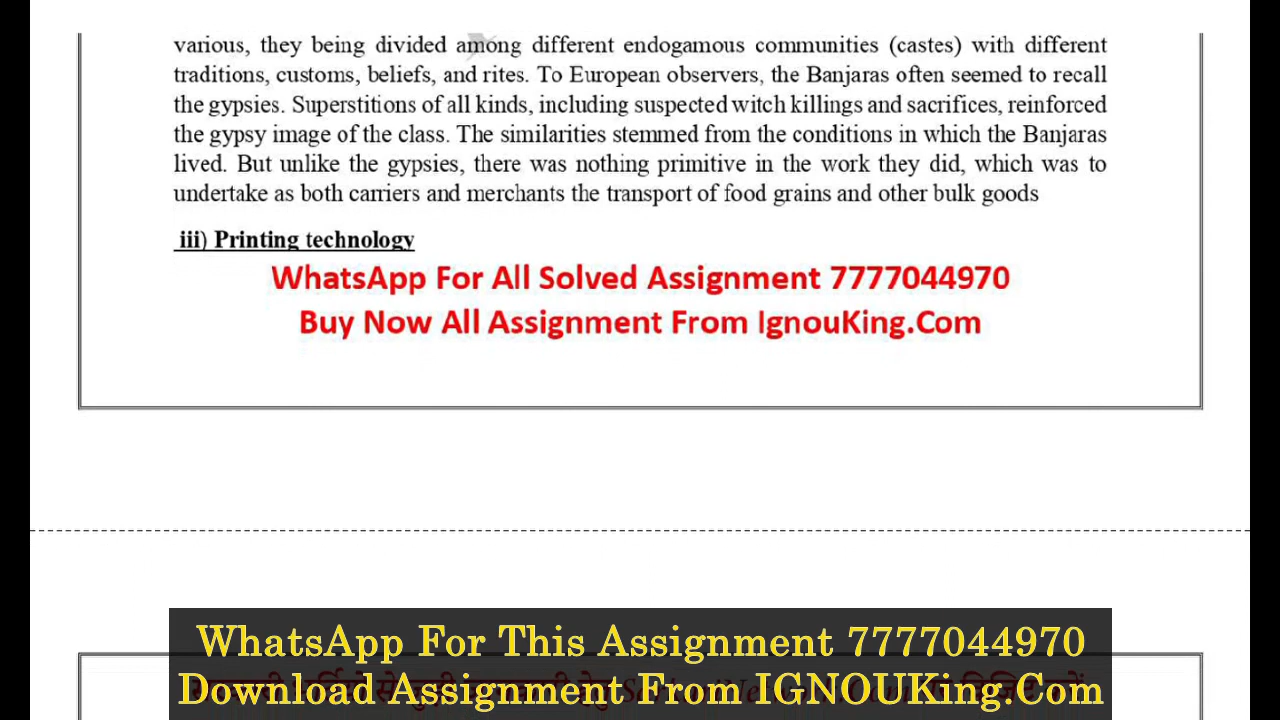 various, they being divided among different endogamous communities (castes) with different
traditions, customs, beliefs, and rites. To European observers, the Banjaras often seemed to recall
the gypsies. Superstitions of all kinds, including suspected witch killings and sacrifices, reinforced
the gypsy image of the class. The similarities stemmed from the conditions in which the Banjaras
lived. But unlike the gypsies, there was nothing primitive in the work they did, which was to
undertake as both carriers and merchants the transport of food grains and other bulk goods
iii) Printing technology
WhatsApp For All Solved Assignment 7777044970
Buy Now All Assignment From IgnouKing.Com
WhatsApp For This Assignment 7777044970
Download Assignment From IGNOUKing.Com